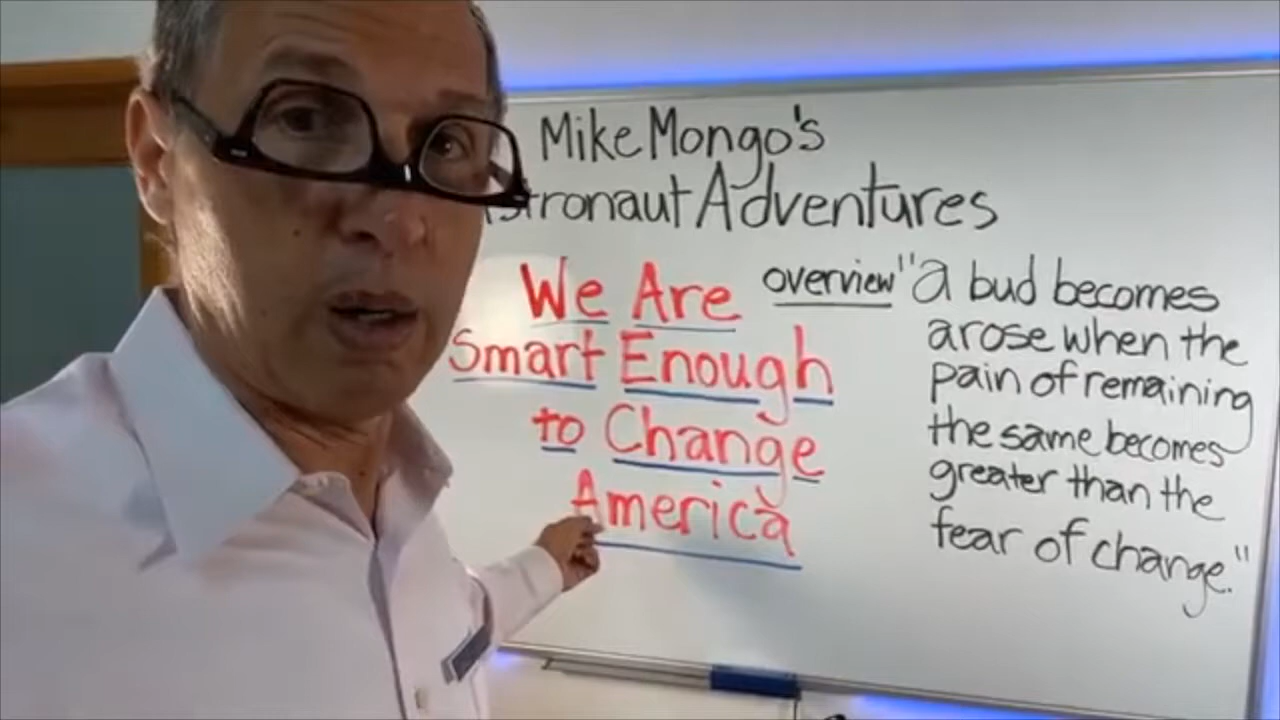 Mike Mongo's
stronaut Adventures
We Are
Smart Enough
to Change
America
overview "a bud becomes
arose when the
pain of remaining
the same becomes
greater than the
fear of change."